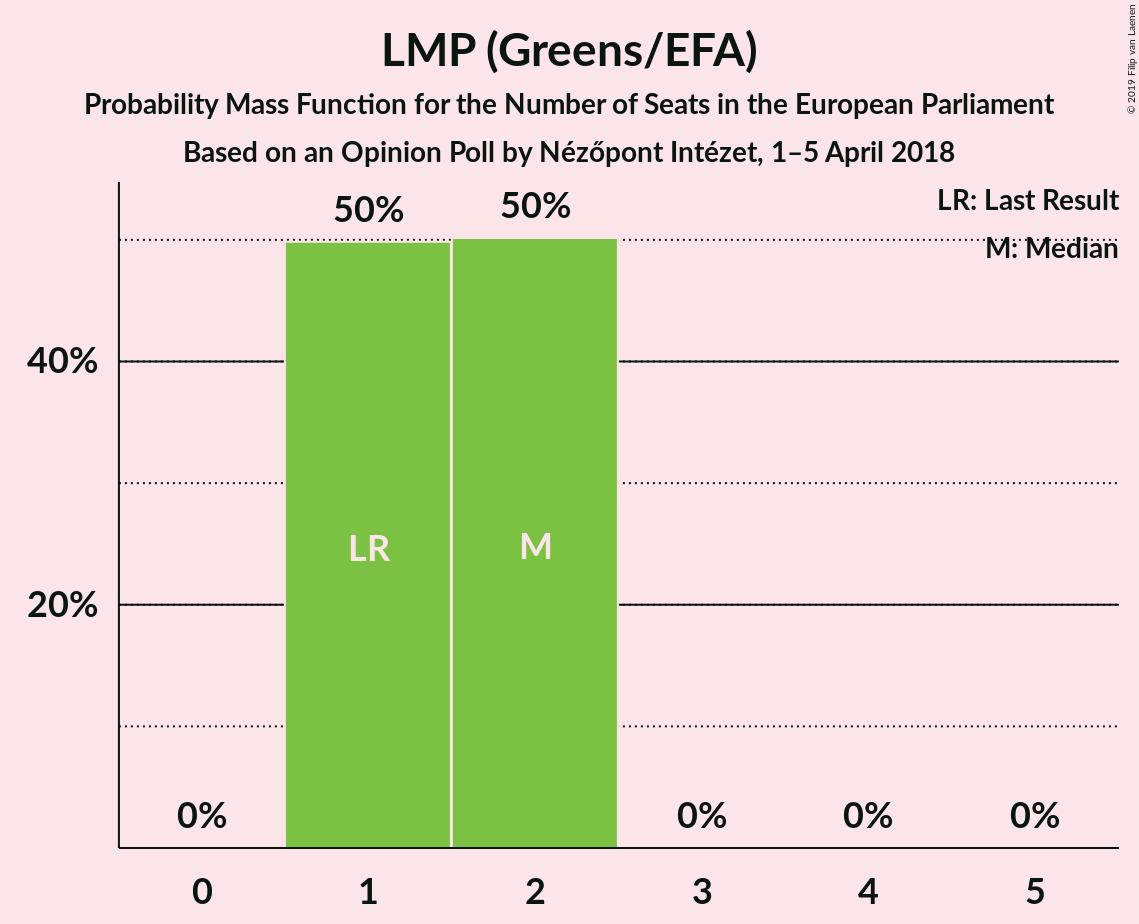 LMP (Greens/EFA)
Probability Mass Function for the Number of Seats in the European Parliament
Based on an Opinion Poll by Nézőpont Intézet, 1–5 April 2018
© 2019 Filip van Laenen
LR: Last Result
M: Median
50%
50%
40%
LR
M
20%
0%
0%
0%
0%
0
1
2
3
4
5